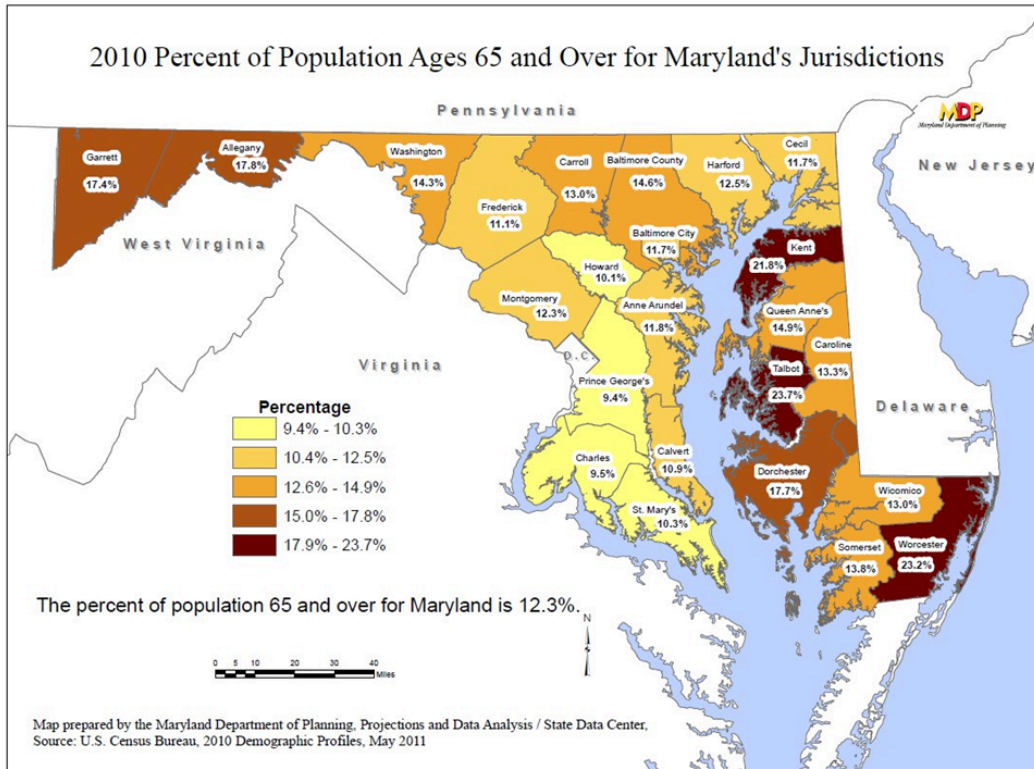 2010 Percent of Population Ages 65 and Over for Maryland's Jurisdictions
Pennsylvania
MDP
Maryland Department of Planning
New Jersey
Garrett
17.4%
Allegany
17.8%
Washington
14.3%
Frederick
11.1%
Carroll
13.0%
Baltimore County
14.6%
Harford
12.5%
Cecil
11.7%
West Virginia
Baltimore City
11.7%
Kent
21.8%
Howard
10.1%
Montgomery
12.3%
Anne Arundel
11.8%
Queen Anne's
14.9%
Caroline
13.3%
Virginia
D.C.
Prince George's
9.4%
Talbot
23.7%
Delaware
Percentage
9.4% - 10.3%
10.4% - 12.5%
12.6% - 14.9%
15.0% - 17.8%
17.9% - 23.7%
Charles
9.5%
Calvert
10.9%
St. Mary's
10.3%
Dorchester
17.7%
Wicomico
13.0%
Somerset
13.8%
Worcester
23.2%
The percent of population 65 and over for Maryland is 12.3%.
N
0 5 10 20 30 40
Miles
Map prepared by the Maryland Department of Planning, Projections and Data Analysis / State Data Center,
Source: U.S. Census Bureau, 2010 Demographic Profiles, May 2011